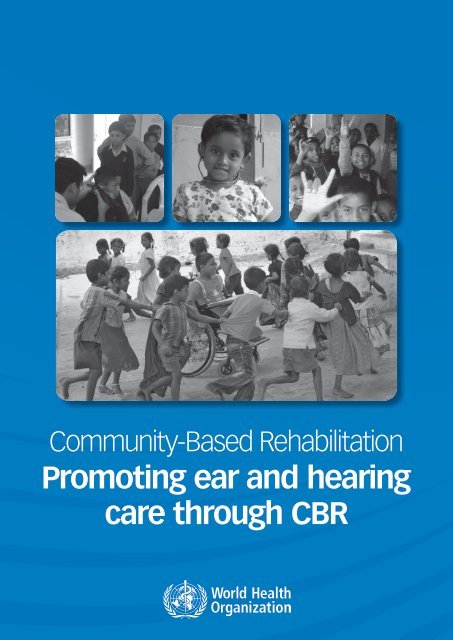 Community-Based Rehabilitation
Promoting ear and hearing
care through CBR
World Health
Organization